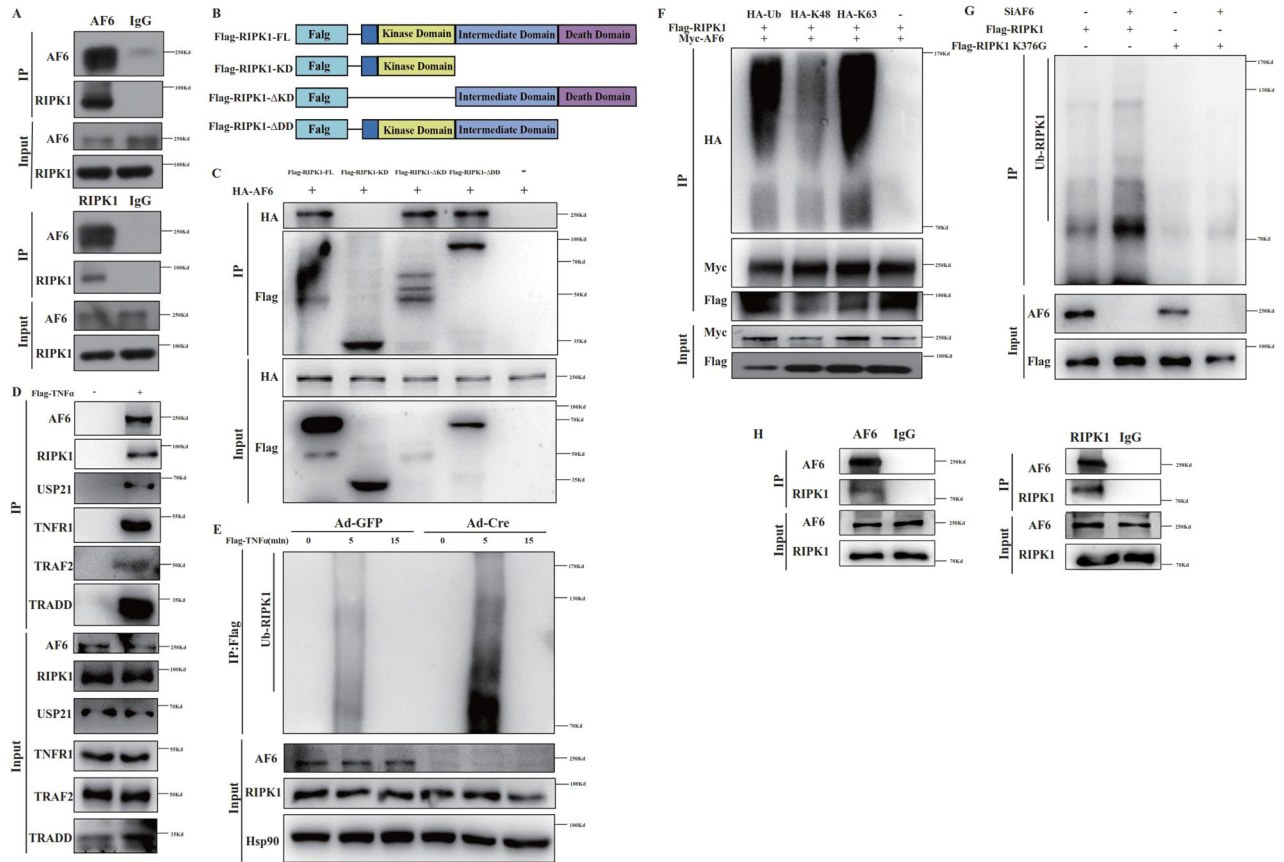 A
AF6 IgG
IP
AF6
250Kd
RIPK1
100Kd
Input
AF6
250Kd
RIPK1
100Kd
RIPK1 IgG
IP
AF6
250Kd
RIPK1
100Kd
Input
AF6
250Kd
RIPK1
100Kd
B
Flag-RIPK1-FL
Falg
Kinase Domain
Intermediate Domain
Death Domain
Flag-RIPK1-KD
Falg
Kinase Domain
Flag-RIPK1-ΔKD
Falg
Intermediate Domain
Death Domain
Flag-RIPK1-ΔDD
Falg
Kinase Domain
Intermediate Domain
C
Flag-RIPK1-FL Flag-RIPK1-KD Flag-RIPK1-ΔKD Flag-RIPK1-ΔDD -
HA-AF6 + + + + +
IP
HA
250Kd
Flag
100Kd
70Kd
50Kd
35Kd
Input
HA
250Kd
Flag
100Kd
70Kd
50Kd
35Kd
D
Flag-TNFα - +
IP
AF6
250Kd
RIPK1
100Kd
USP21
70Kd
TNFR1
55Kd
TRAF2
50Kd
TRADD
35Kd
Input
AF6
250Kd
RIPK1
100Kd
USP21
70Kd
TNFR1
55Kd
TRAF2
50Kd
TRADD
35Kd
E
Ad-GFP Ad-Cre
Flag-TNFα(min) 0 5 15 0 5 15
IP:Flag
Ub-RIPK1
170Kd
130Kd
70Kd
Input
AF6
250Kd
RIPK1
100Kd
Hsp90
100Kd
F
HA-Ub HA-K48 HA-K63 -
Flag-RIPK1 + + + +
Myc-AF6 + + + +
IP
HA
170Kd
70Kd
Myc
250Kd
Flag
100Kd
Input
Myc
250Kd
Flag
100Kd
G
SiAF6 - + - +
Flag-RIPK1 + + - -
Flag-RIPK1 K376G - - + +
IP
Ub-RIPK1
170Kd
130Kd
70Kd
Input
AF6
250Kd
Flag
100Kd
H
AF6 IgG
IP
AF6
250Kd
RIPK1
70Kd
Input
AF6
250Kd
RIPK1
70Kd
RIPK1 IgG
IP
AF6
250Kd
RIPK1
70Kd
Input
AF6
250Kd
RIPK1
70Kd